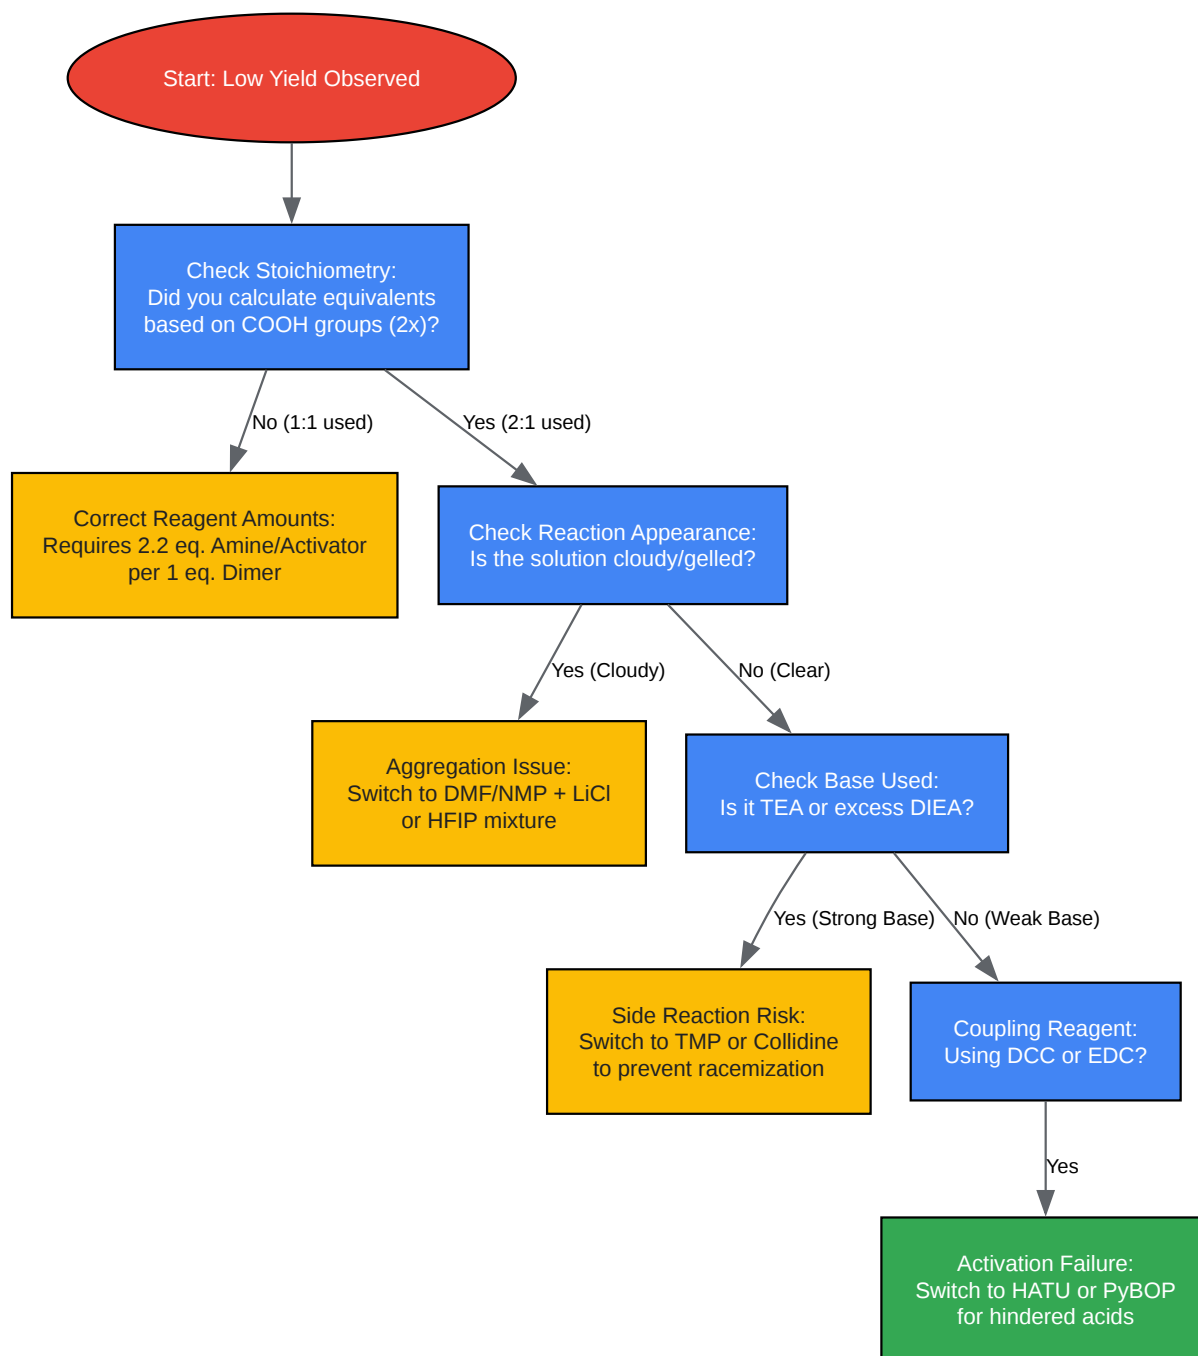 Start: Low Yield Observed
Check Stoichiometry:
Did you calculate equivalents
based on COOH groups (2x)?
No (1:1 used)
Yes (2:1 used)
Correct Reagent Amounts:
Requires 2.2 eq. Amine/Activator
per 1 eq. Dimer
Check Reaction Appearance:
Is the solution cloudy/gelled?
Yes (Cloudy)
No (Clear)
Aggregation Issue:
Switch to DMF/NMP + LiCl
or HFIP mixture
Check Base Used:
Is it TEA or excess DIEA?
Yes (Strong Base)
No (Weak Base)
Side Reaction Risk:
Switch to TMP or Collidine
to prevent racemization
Coupling Reagent:
Using DCC or EDC?
Yes
Activation Failure:
Switch to HATU or PyBOP
for hindered acids